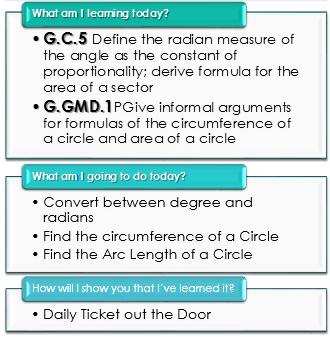 What am I learning today?
• G.C.5 Define the radian measure of
the angle as the constant of
proportionality; derive formula for the
area of a sector
• G.GMD.1PGive informal arguments
for formulas of the circumference of
a circle and area of a circle
What am I going to do today?
• Convert between degree and
radians
• Find the circumference of a Circle
• Find the Arc Length of a Circle
How will I show you that I've learned it?
• Daily Ticket out the Door